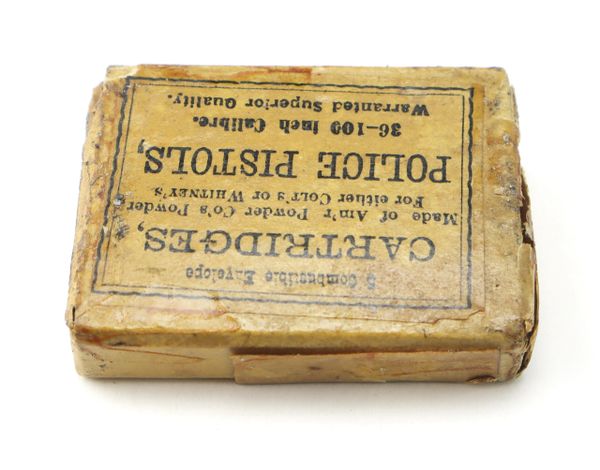 5 Combustible Envelope
CARTRIDGES,
Made of Am'r Powder Co's Powder
For either COLT'S or WHITNEY'S
POLICE PISTOLS,
36-100 inch Calibre.
Warranted Superior Quality.